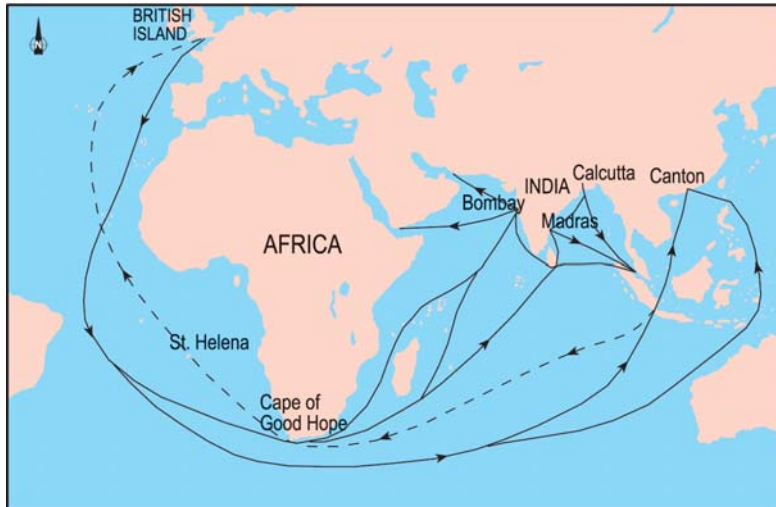 BRITISH
ISLAND
N
INDIA
Calcutta
Canton
Bombay
Madras
AFRICA
St. Helena
Cape of
Good Hope